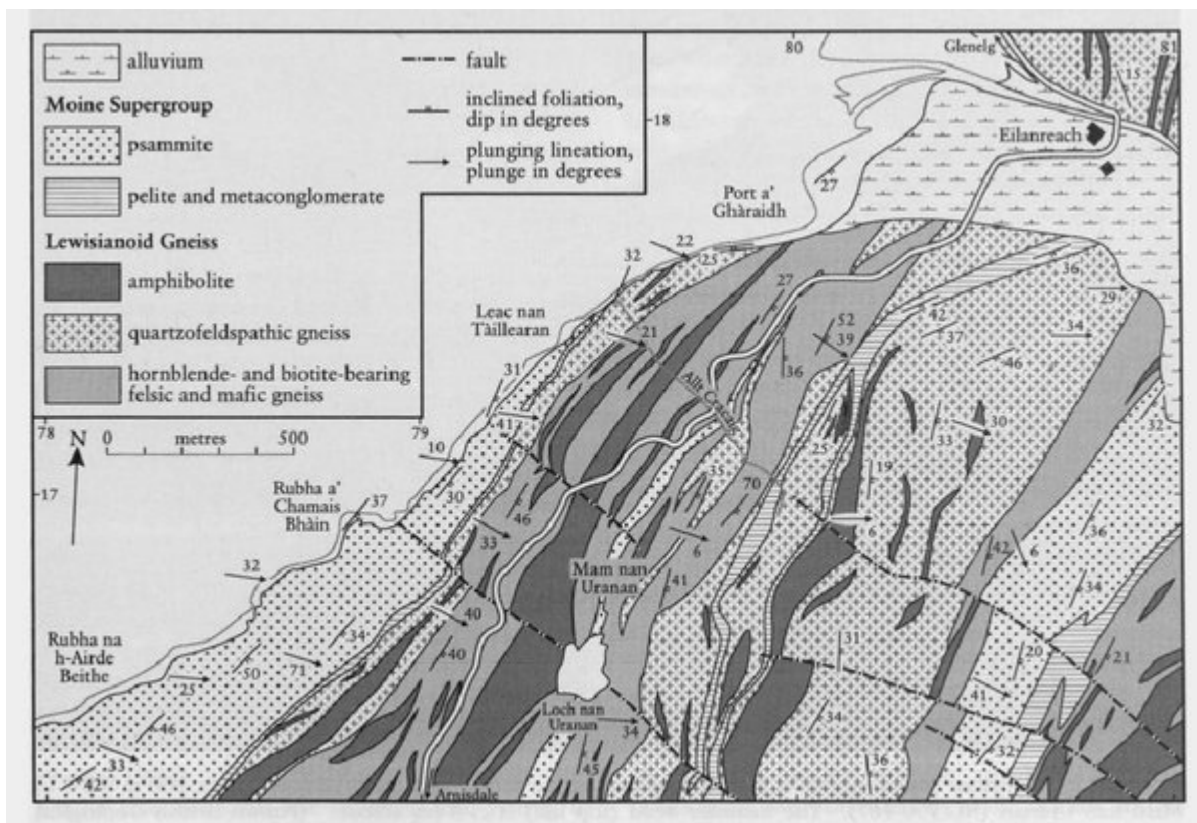 alluvium
Moine Supergroup
psammite
pelite and metaconglomerate
Lewisianoid Gneiss
amphibolite
quartzofeldspathic gneiss
hornblende- and biotite-bearing
felsic and mafic gneiss
fault
inclined foliation,
dip in degrees
plunging lineation,
plunge in degrees
80
81
Glenelg
15
18
Eilanreach
27
Port a'
Ghàraidh
22
32
25
36
29
27
Leac nan
Tàillearan
21
42
37
34
52
39
46
31
36
Allt Cracaig
78
N
0
metres
500
79
41
30
33
32
10
25
19
17
Rubha a'
Chamais
Bhàin
37
30
35
70
46
33
6
6
42
6
36
32
Mam nan
Uranan
41
34
40
Rubha na
h-Airde
Beithe
34
40
31
20
21
50
71
25
41
Loch nan
Uranan
34
34
46
32
33
42
45
36
Arnisdale